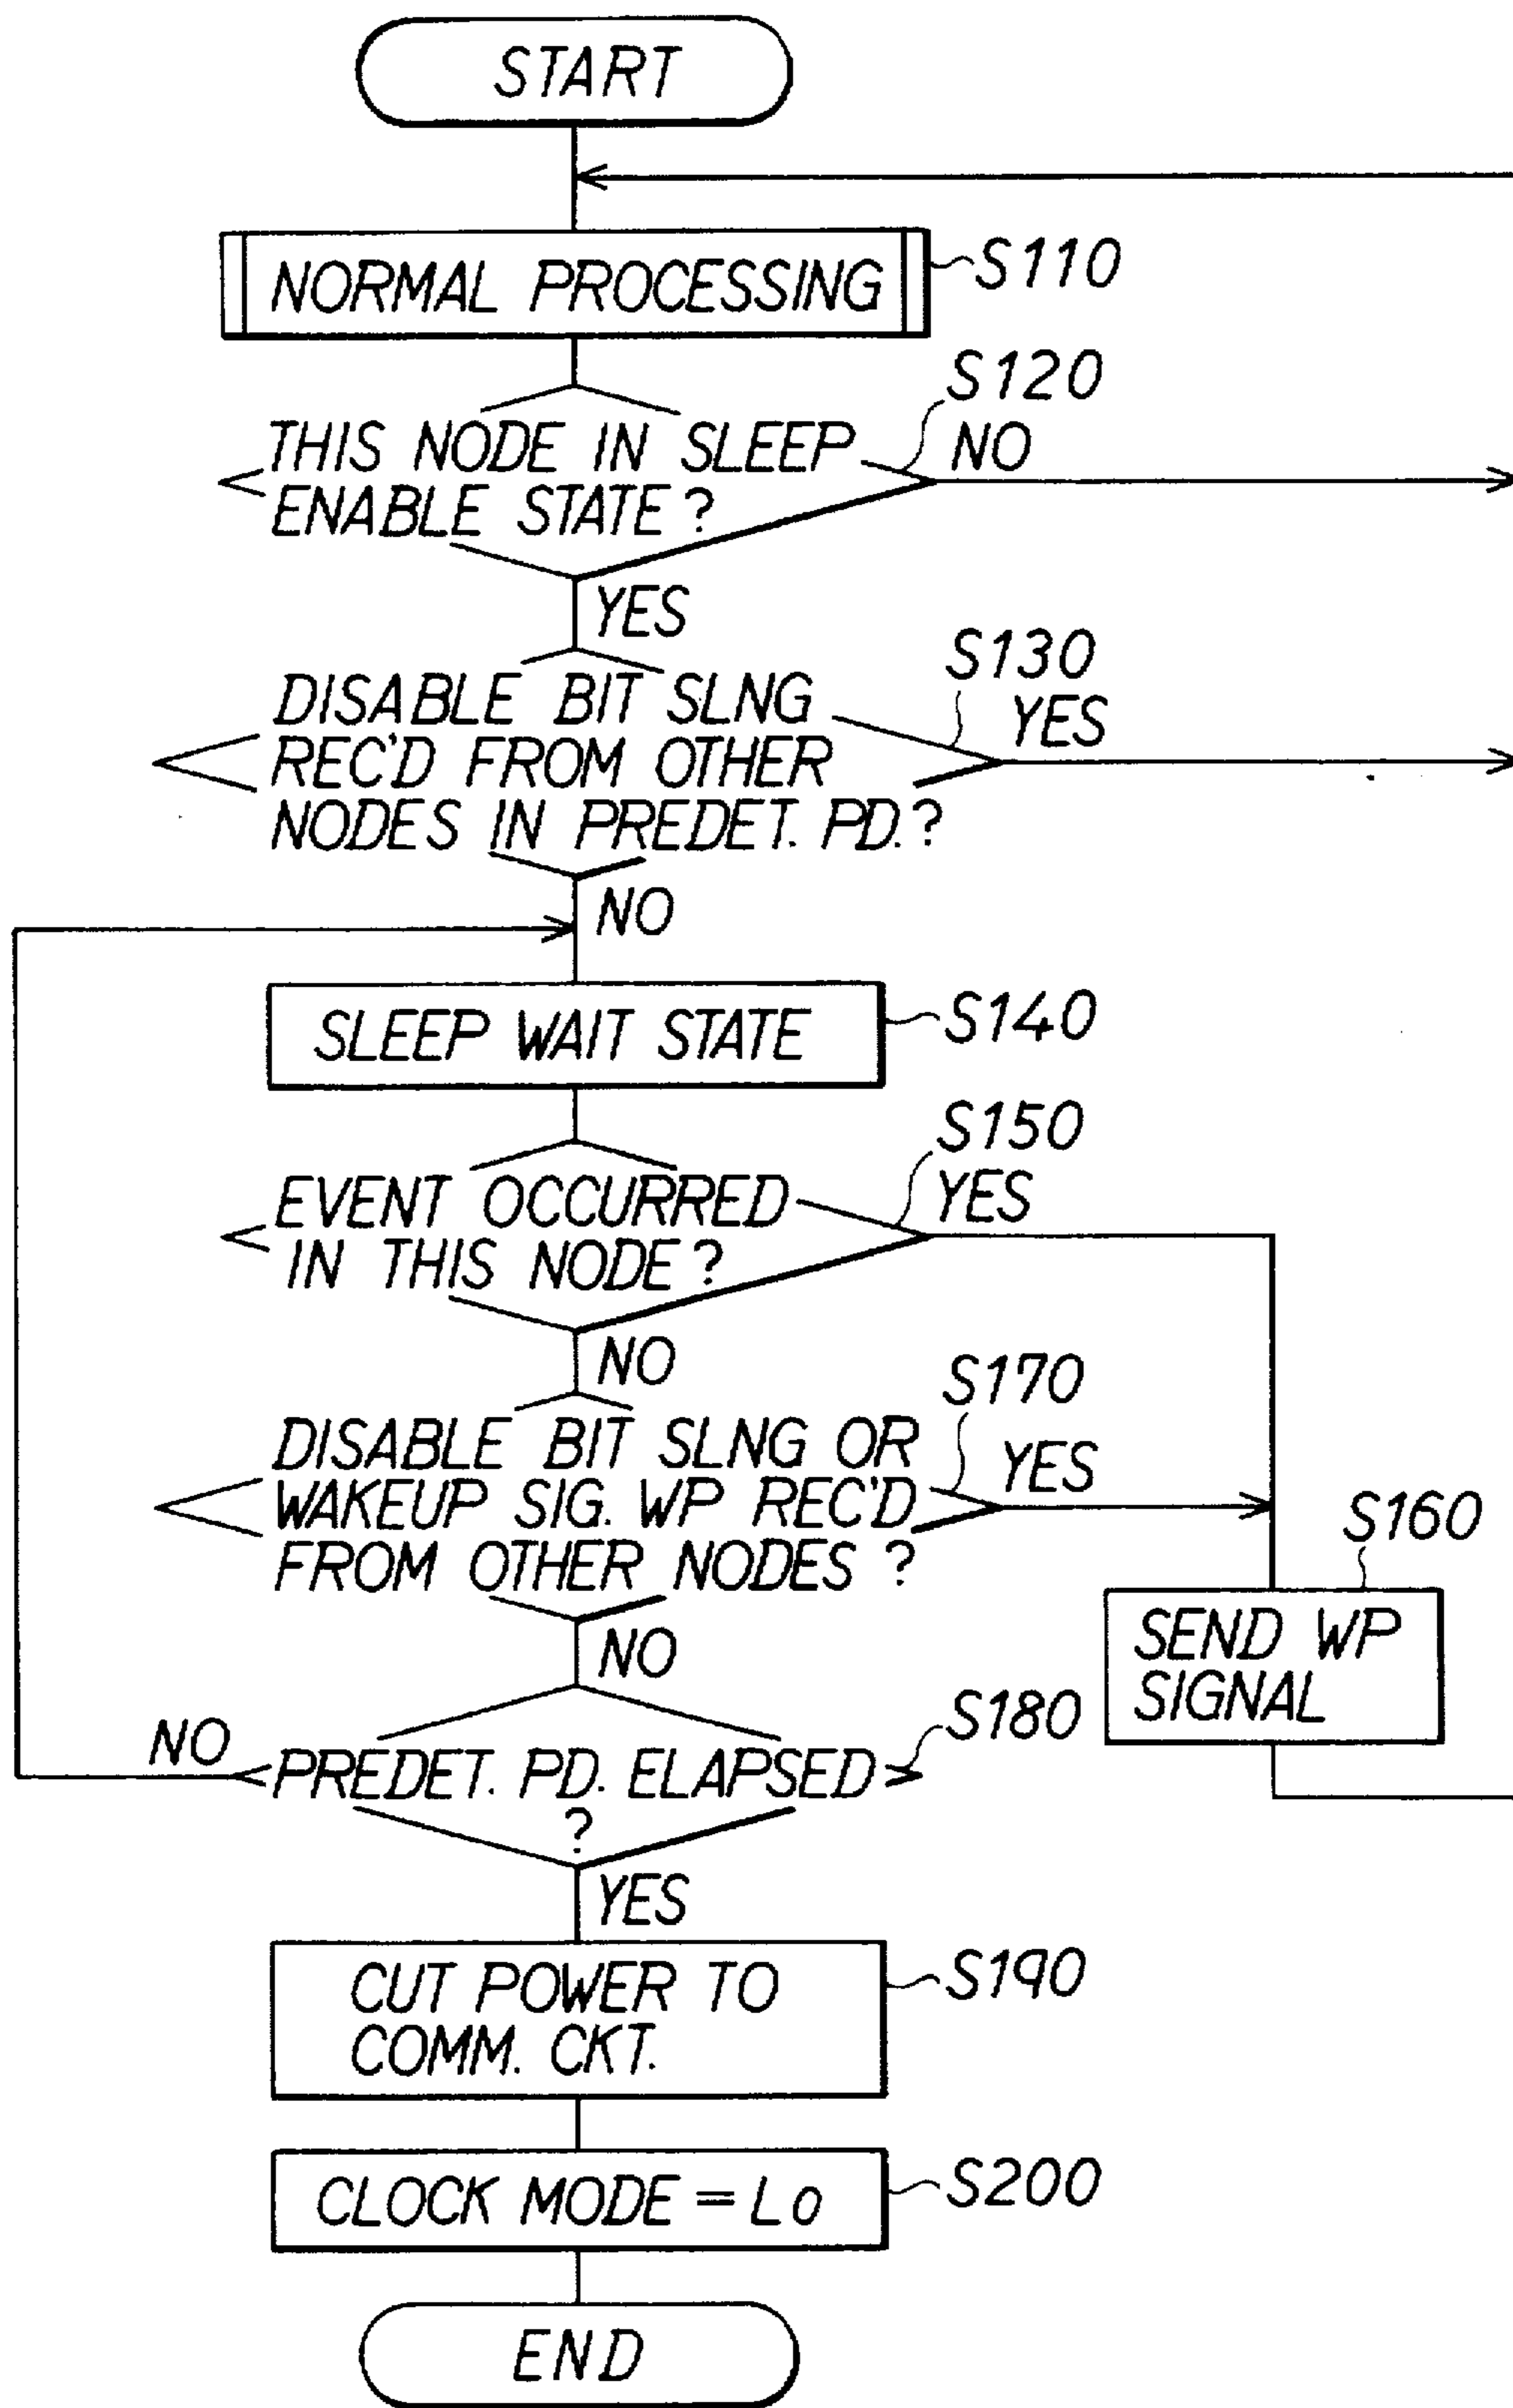 START
NORMAL PROCESSING
S110
S120
THIS NODE IN SLEEP
ENABLE STATE?
NO
YES
S130
DISABLE BIT SLNG
REC'D FROM OTHER
NODES IN PREDET. PD.?
YES
NO
SLEEP WAIT STATE
S140
S150
EVENT OCCURRED
IN THIS NODE?
YES
NO
S170
DISABLE BIT SLNG OR
WAKEUP SIG. WP REC'D
FROM OTHER NODES ?
YES
S160
SEND WP
SIGNAL
NO
S180
NO
PREDET. PD. ELAPSED
?
YES
CUT POWER TO
COMM. CKT.
S190
CLOCK MODE = Lo
S200
END